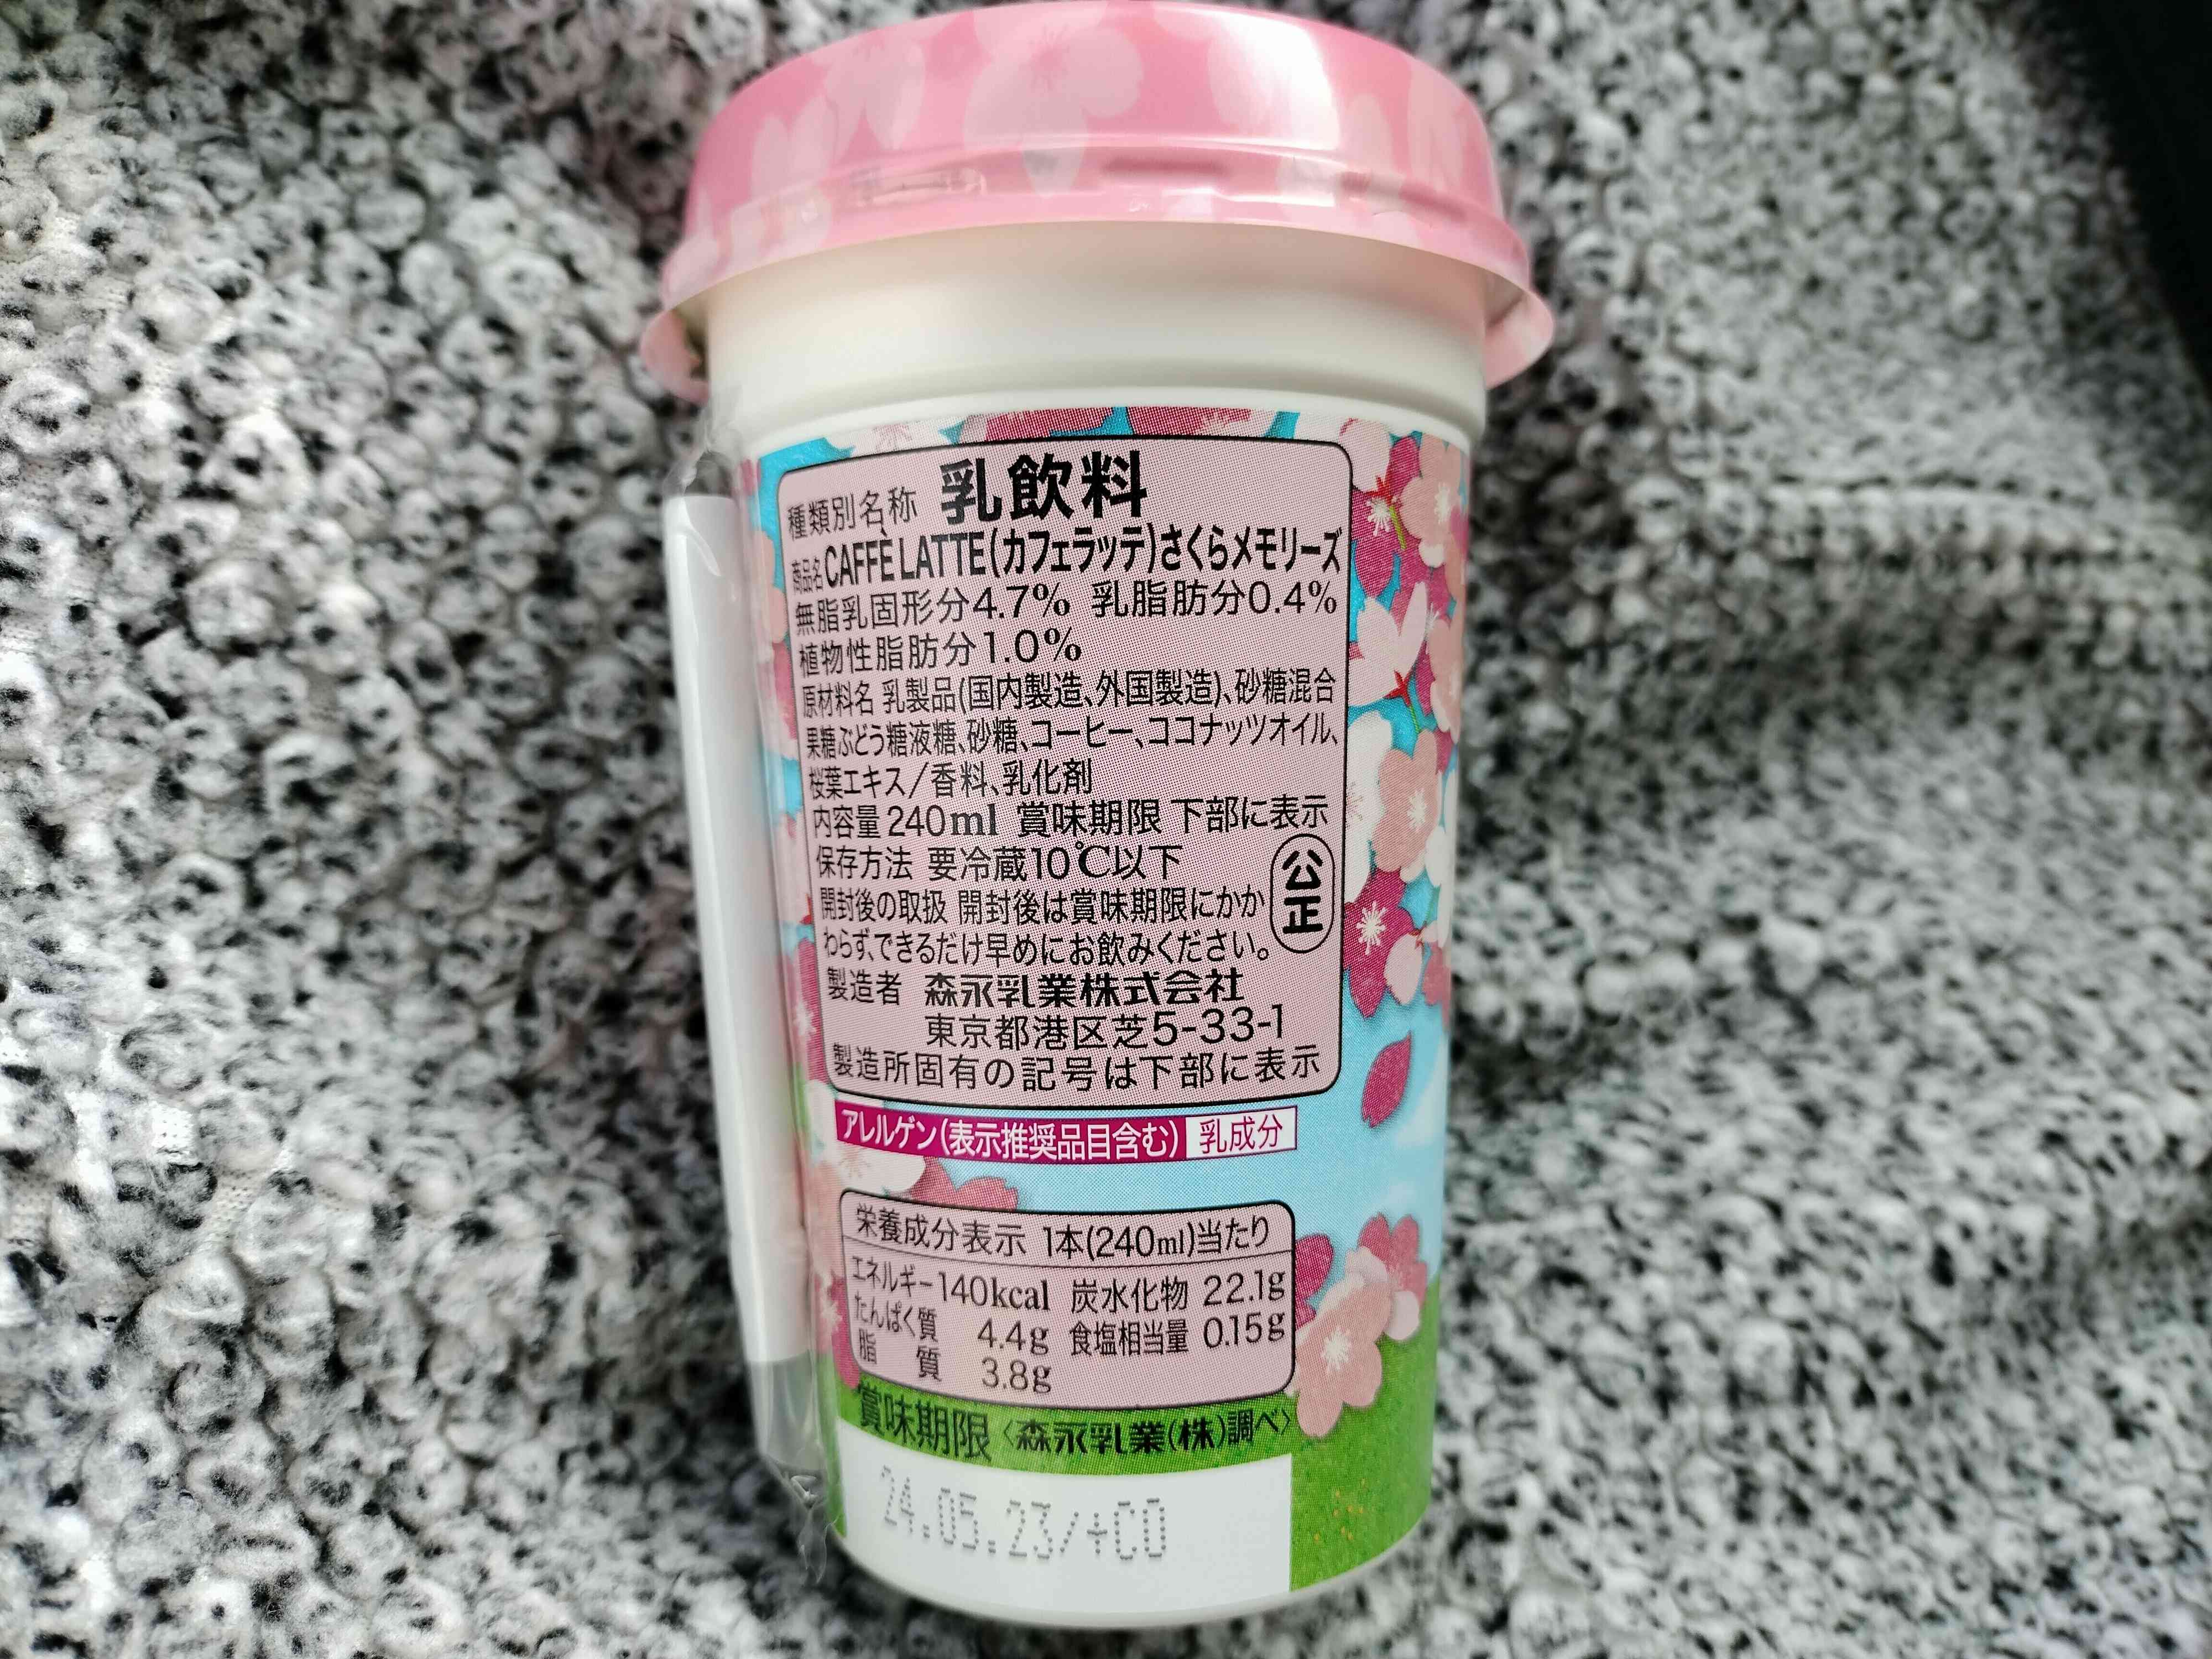 種類別名称 乳飲料
商品名 CAFFÈ LATTE(カフェラッテ)さくらメモリーズ
無脂乳固形分4.7% 乳脂肪分0.4%
植物性脂肪分1.0%
原材料名 乳製品(国内製造、外国製造)、砂糖混合
果糖ぶどう糖液糖、砂糖、コーヒー、ココナッツオイル、
桜葉エキス/香料、乳化剤
内容量 240ml 賞味期限 下部に表示
保存方法 要冷蔵10℃以下
公正
開封後の取扱 開封後は賞味期限にかか
わらず、できるだけ早めにお飲みください。
製造者 森永乳業株式会社
東京都港区芝5-33-1
製造所固有の記号は下部に表示
アレルゲン(表示推奨品目含む) 乳成分
栄養成分表示 1本(240ml)当たり
エネルギー 140kcal 炭水化物 22.1g
たんぱく質 4.4g 食塩相当量 0.15g
脂質 3.8g
賞味期限〈森永乳業(株)調べ〉
24.05.23/+C0